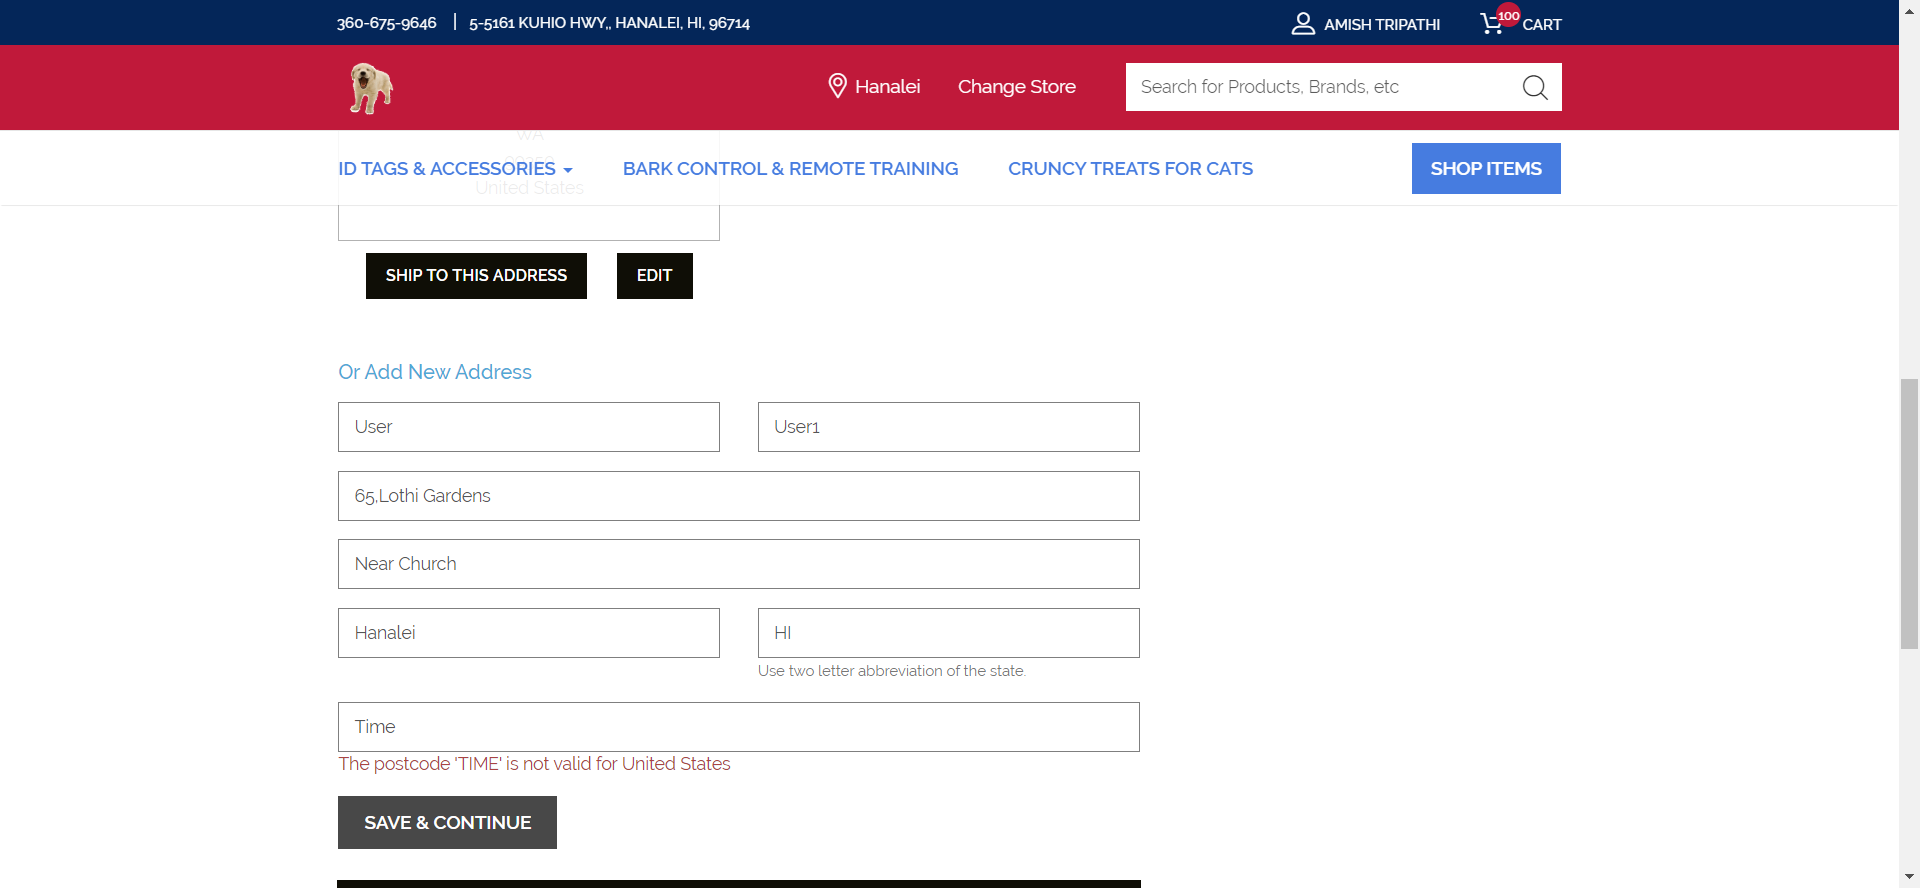 360-675-9646 | 5-5161 KUHIO HWY,, HANALEI, HI, 96714
AMISH TRIPATHI
100
CART
Hanalei
Change Store
Search for Products, Brands, etc
WA
ID TAGS & ACCESSORIES
BARK CONTROL & REMOTE TRAINING
CRUNCY TREATS FOR CATS
SHOP ITEMS
United States
SHIP TO THIS ADDRESS
EDIT
Or Add New Address
User
User1
65,Lothi Gardens
Near Church
Hanalei
HI
Use two letter abbreviation of the state.
Time
The postcode 'TIME' is not valid for United States
SAVE & CONTINUE